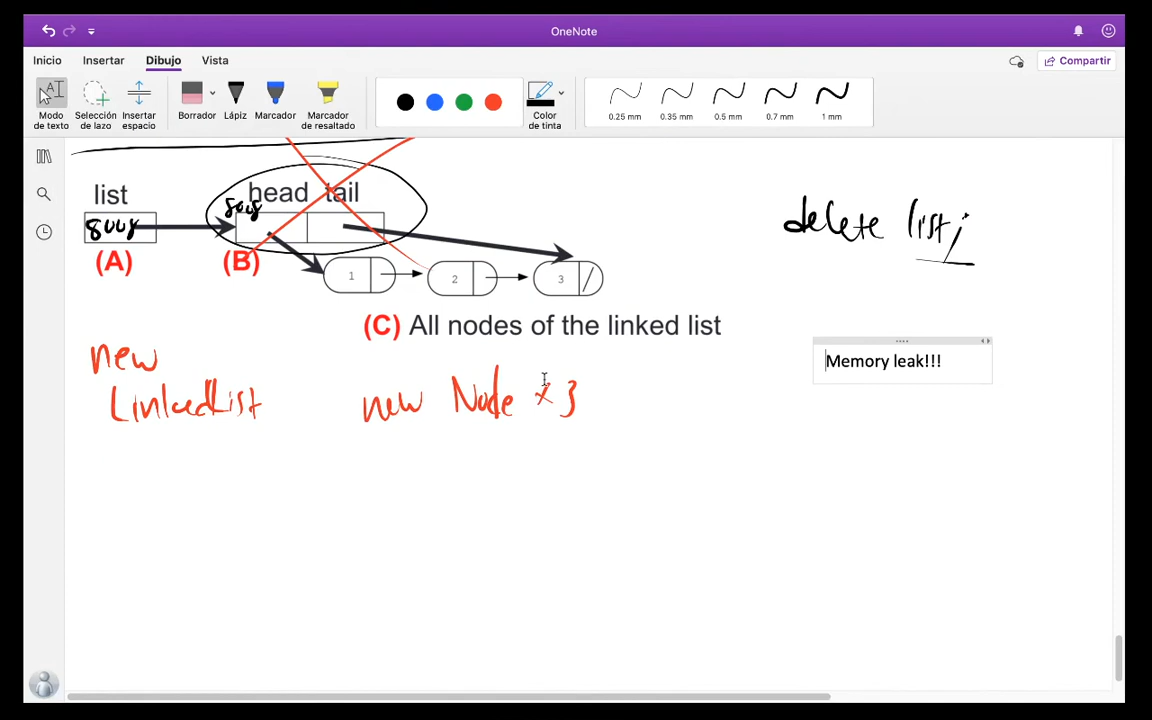 OneNote
Inicio Insertar Dibujo Vista
Compartir
Modo de texto
Selección de lazo
Insertar espacio
Borrador
Lápiz
Marcador
Marcador de resaltado
Color de tinta
0.25 mm 0.35 mm 0.5 mm 0.7 mm 1 mm
list head tail
8008
8008
delete list;
(A) (B)
1 2 3
(C) All nodes of the linked list
Memory leak!!!
new
LinkedList
new Node x 3